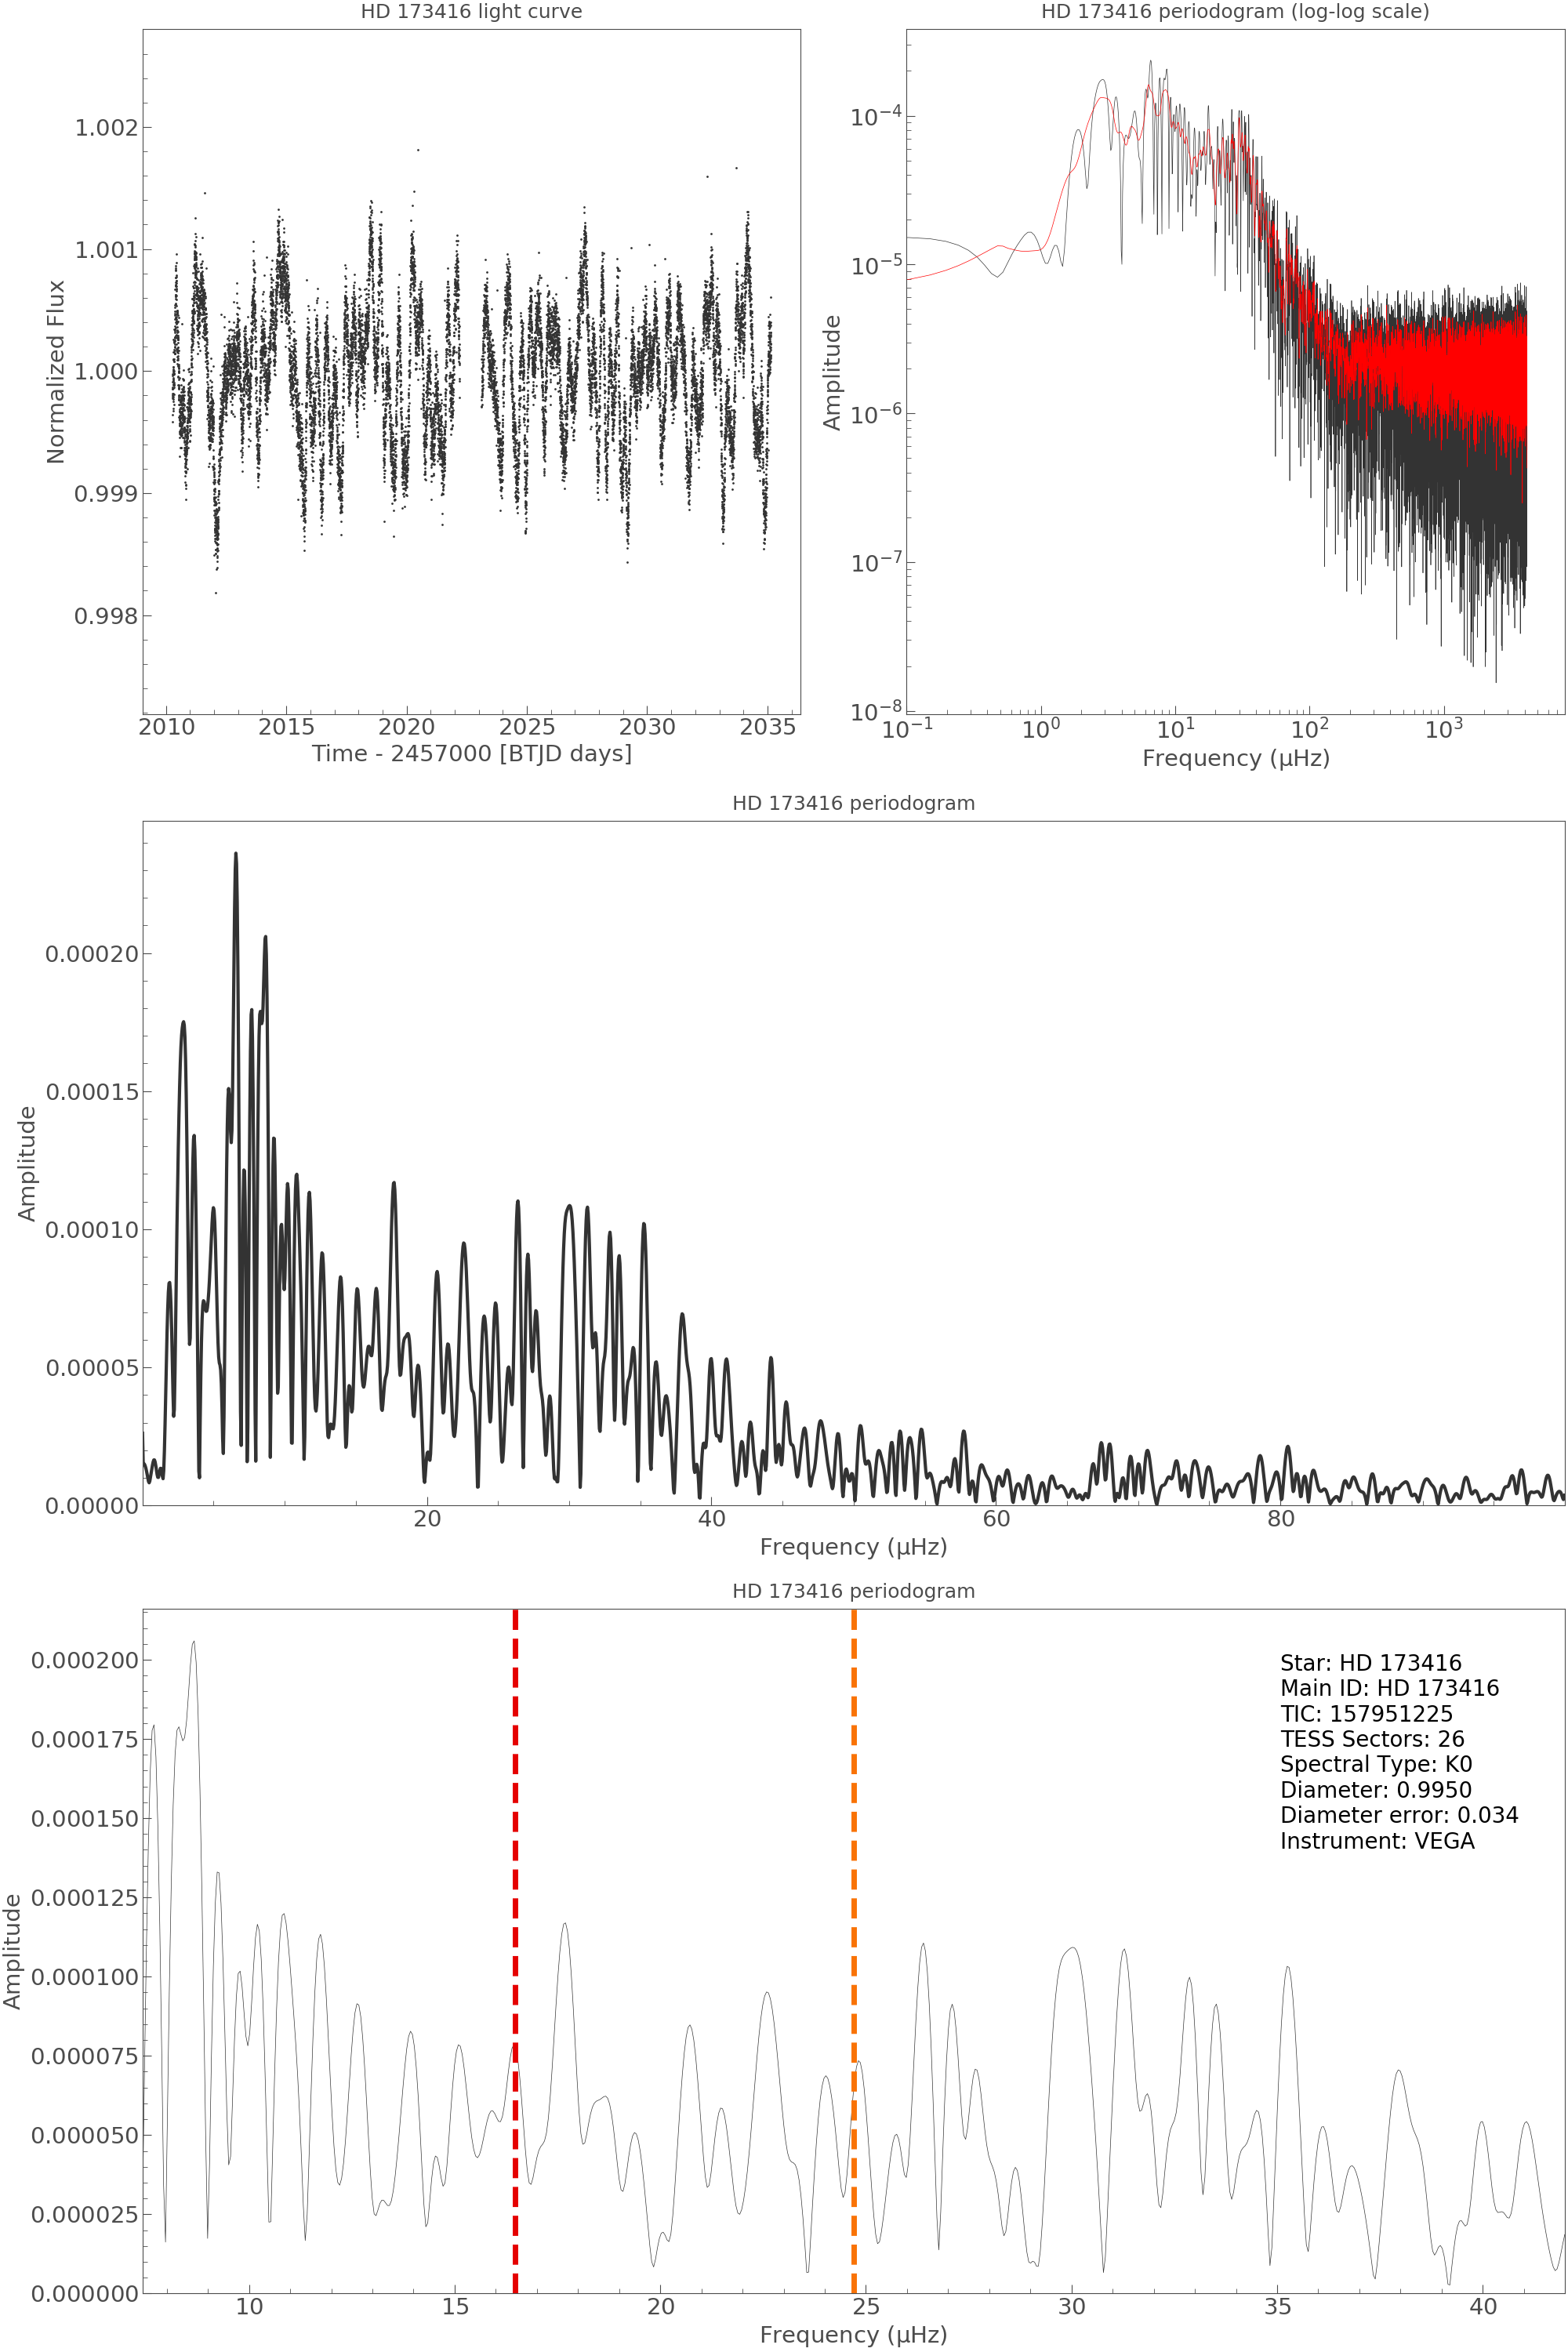 HD 173416 light curve
Normalized Flux
1.002
1.001
1.000
0.999
0.998
2010 2015 2020 2025 2030 2035
Time - 2457000 [BTJD days]
HD 173416 periodogram (log-log scale)
Amplitude
10⁻⁴
10⁻⁵
10⁻⁶
10⁻⁷
10⁻⁸
10⁻¹ 10⁰ 10¹ 10² 10³
Frequency (μHz)
HD 173416 periodogram
Amplitude
0.00020
0.00015
0.00010
0.00005
0.00000
20 40 60 80
Frequency (μHz)
HD 173416 periodogram
Amplitude
0.000200
0.000175
0.000150
0.000125
0.000100
0.000075
0.000050
0.000025
0.000000
10 15 20 25 30 35 40
Frequency (μHz)
Star: HD 173416
Main ID: HD 173416
TIC: 157951225
TESS Sectors: 26
Spectral Type: K0
Diameter: 0.9950
Diameter error: 0.034
Instrument: VEGA